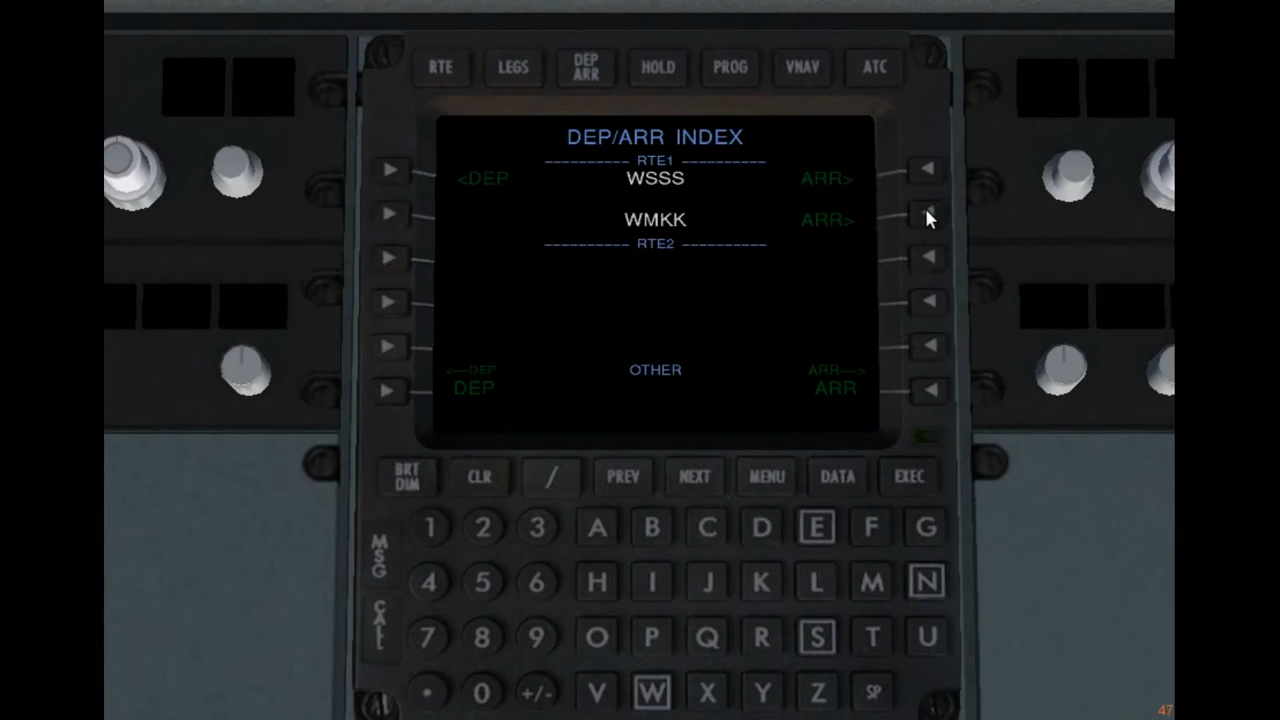 RTE LEGS DEP ARR HOLD PROG VNAV ATC
DEP/ARR INDEX
---------- RTE1 ----------
<DEP WSSS ARR>
WMKK ARR>
---------- RTE2 ----------
<--DEP OTHER ARR-->
DEP ARR
BRT DIM CLR / PREV NEXT MENU DATA EXEC
1 2 3 A B C D E F G
MSG
4 5 6 H I J K L M N
CALL
7 8 9 O P Q R S T U
. 0 +/- V W X Y Z SP
47